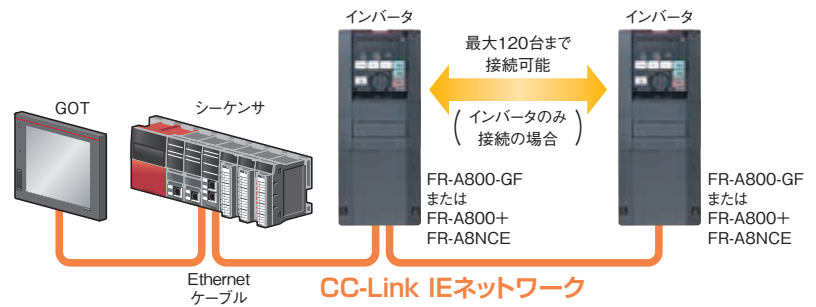 インバータ
インバータ
最大120台まで
接続可能
GOT
シーケンサ
(インバータのみ
接続の場合)
FR-A800-GF
または
FR-A800+
FR-A8NCE
FR-A800-GF
または
FR-A800+
FR-A8NCE
Ethernet
ケーブル
CC-Link IEネットワーク